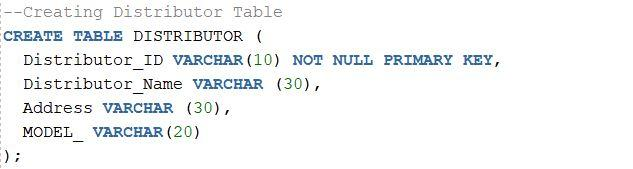 --Creating Distributor Table
CREATE TABLE DISTRIBUTOR (
Distributor_ID VARCHAR(10) NOT NULL PRIMARY KEY,
Distributor_Name VARCHAR (30),
Address VARCHAR (30),
MODEL_ VARCHAR(20)
);